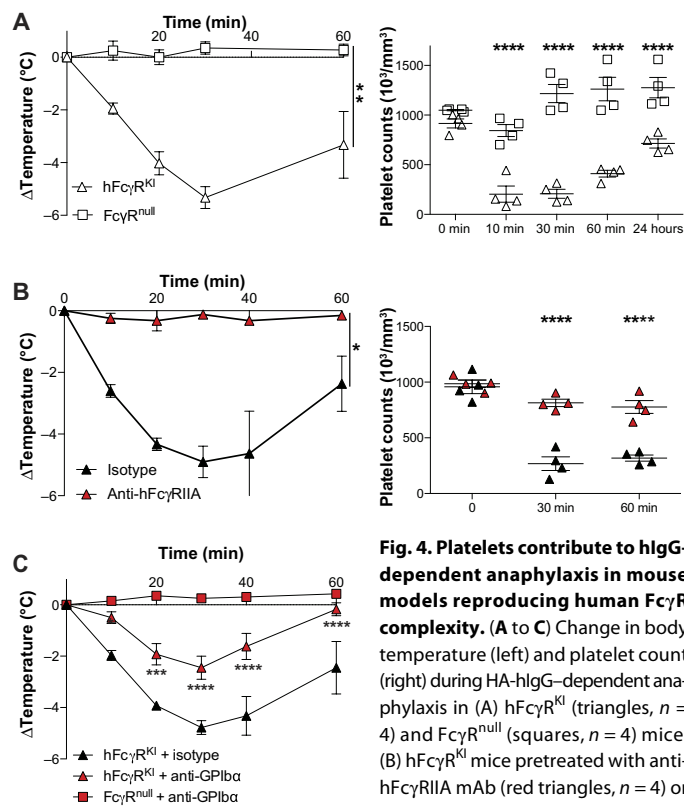 A
Time (min)
0 20 40 60
0
−2
−4
−6
ΔTemperature (°C)
**
hFcγR^KI
FcγR^null
**** **** **** ****
1500
1000
500
0
Platelet counts (10³/mm³)
0 min 10 min 30 min 60 min 24 hours
B
Time (min)
0 20 40 60
0
−2
−4
−6
ΔTemperature (°C)
*
Isotype
Anti-hFcγRIIA
**** ****
1500
1000
500
0
Platelet counts (10³/mm³)
0 30 min 60 min
C
Time (min)
20 40 60
0
−2
−4
−6
ΔTemperature (°C)
*** **** **** ****
hFcγR^KI + isotype
hFcγR^KI + anti-GPIbα
FcγR^null + anti-GPIbα
Fig. 4. Platelets contribute to hIgG-
dependent anaphylaxis in mouse
models reproducing human FcγR
complexity. (A to C) Change in body
temperature (left) and platelet count
(right) during HA-hIgG–dependent ana-
phylaxis in (A) hFcγR^KI (triangles, n =
4) and FcγR^null (squares, n = 4) mice.
(B) hFcγR^KI mice pretreated with anti-
hFcγRIIA mAb (red triangles, n = 4) or